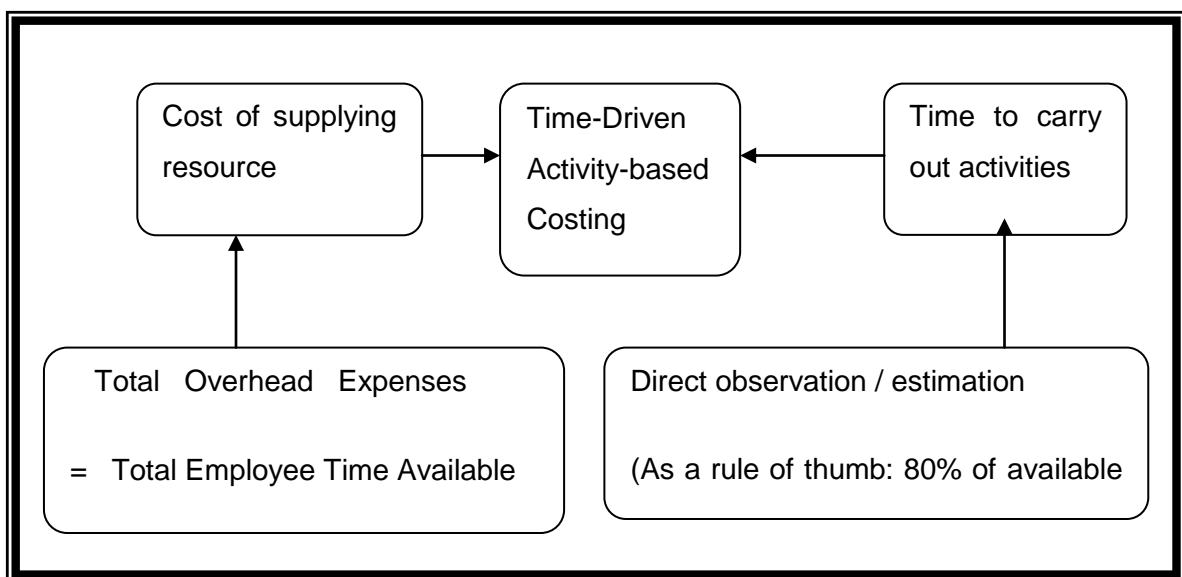 Cost of supplying
resource
Time-Driven
Activity-based
Costing
Time to carry
out activities
Total Overhead Expenses
= Total Employee Time Available
Direct observation / estimation
(As a rule of thumb: 80% of available